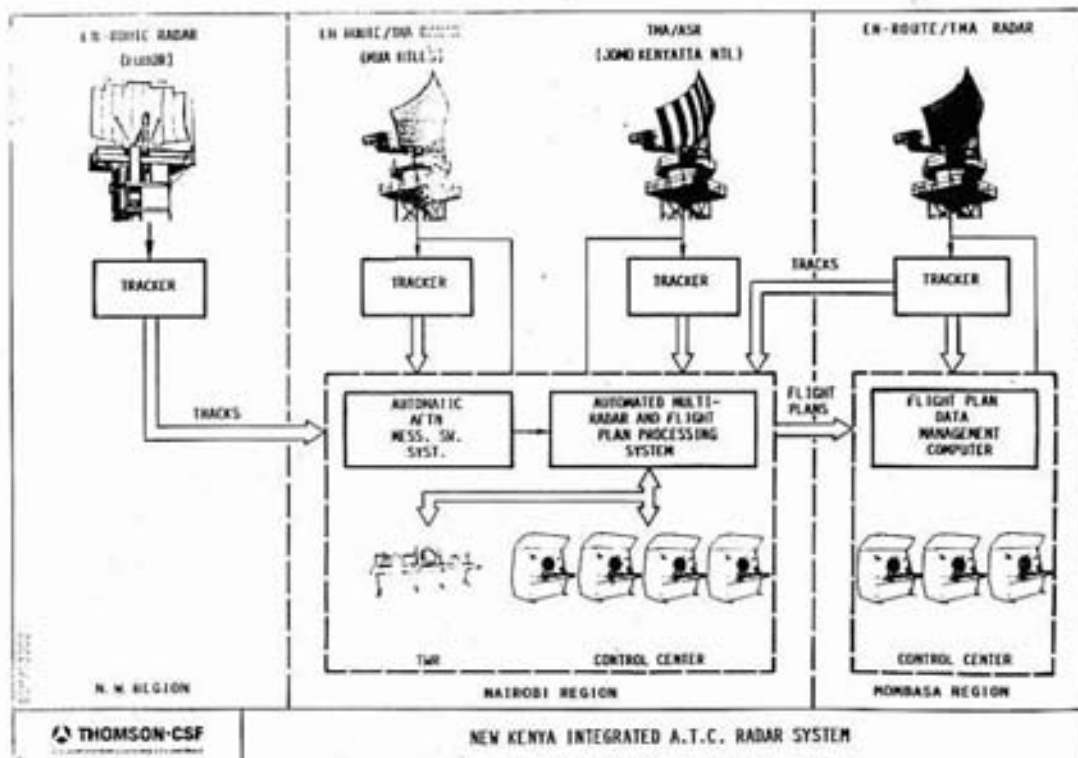 RADAR
EN ROUTE/TMA
(MUA HILLS)
TMA/ASR
(JOMO KENYATTA NTL)
EN-ROUTE/TMA RADAR
TRACKER
TRACKER
TRACKER
TRACKER
TRACKS
TRACKS
AUTOMATIC
AFTN
MESS. SW.
SYST.
AUTOMATED MULTI-
RADAR AND FLIGHT
PLAN PROCESSING
SYSTEM
FLIGHT
PLANS
FLIGHT PLAN
DATA
MANAGEMENT
COMPUTER
TWR
CONTROL CENTER
CONTROL CENTER
N.W. REGION
NAIROBI REGION
MOMBASA REGION
THOMSON-CSF
NEW KENYA INTEGRATED A.T.C. RADAR SYSTEM